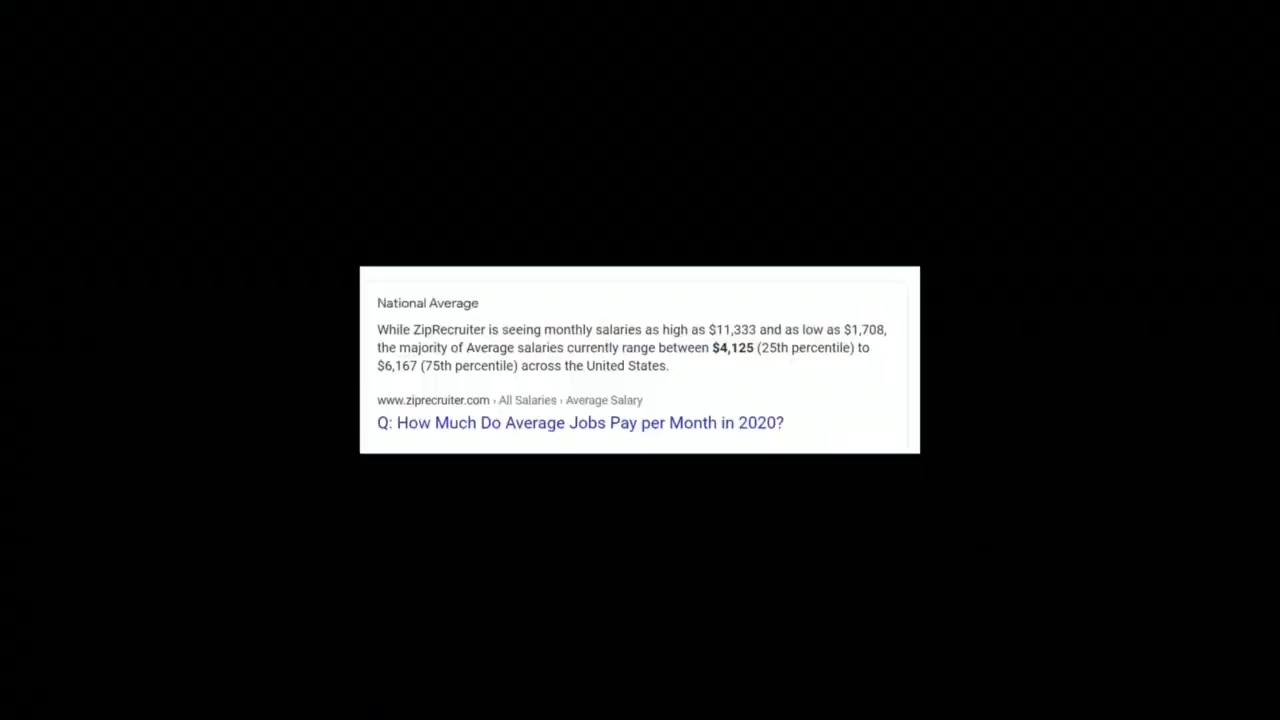 National Average
While ZipRecruiter is seeing monthly salaries as high as $11,333 and as low as $1,708,
the majority of Average salaries currently range between $4,125 (25th percentile) to
$6,167 (75th percentile) across the United States.
www.ziprecruiter.com › All Salaries › Average Salary
Q: How Much Do Average Jobs Pay per Month in 2020?